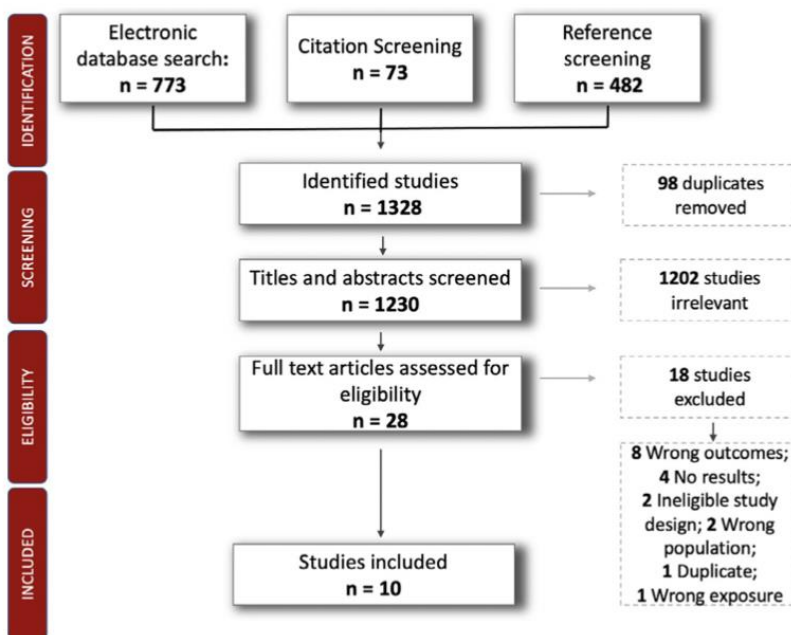 IDENTIFICATION
Electronic
database search:
n = 773
Citation Screening
n = 73
Reference
screening
n = 482
SCREENING
Identified studies
n = 1328
98 duplicates
removed
Titles and abstracts screened
n = 1230
1202 studies
irrelevant
ELIGIBILITY
Full text articles assessed for
eligibility
n = 28
18 studies
excluded
8 Wrong outcomes;
4 No results;
2 Ineligible study
design; 2 Wrong
population;
1 Duplicate;
1 Wrong exposure
INCLUDED
Studies included
n = 10